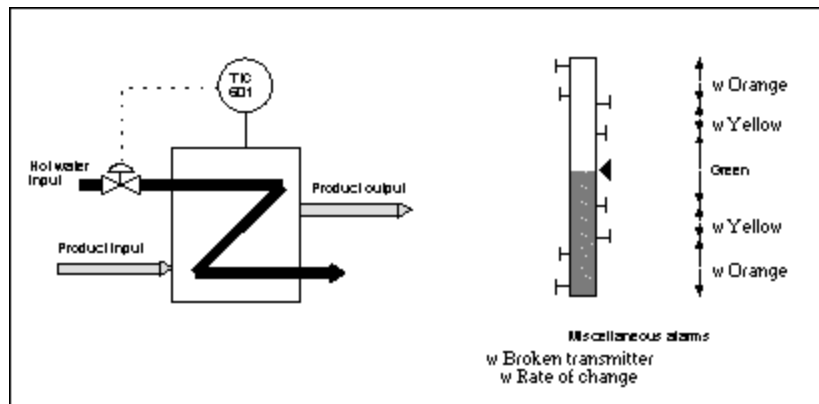 TIC
601
Hot water
input
Product output
Product input
w Orange
w Yellow
Green
w Yellow
w Orange
Miscellaneous alarms
w Broken transmitter
w Rate of change